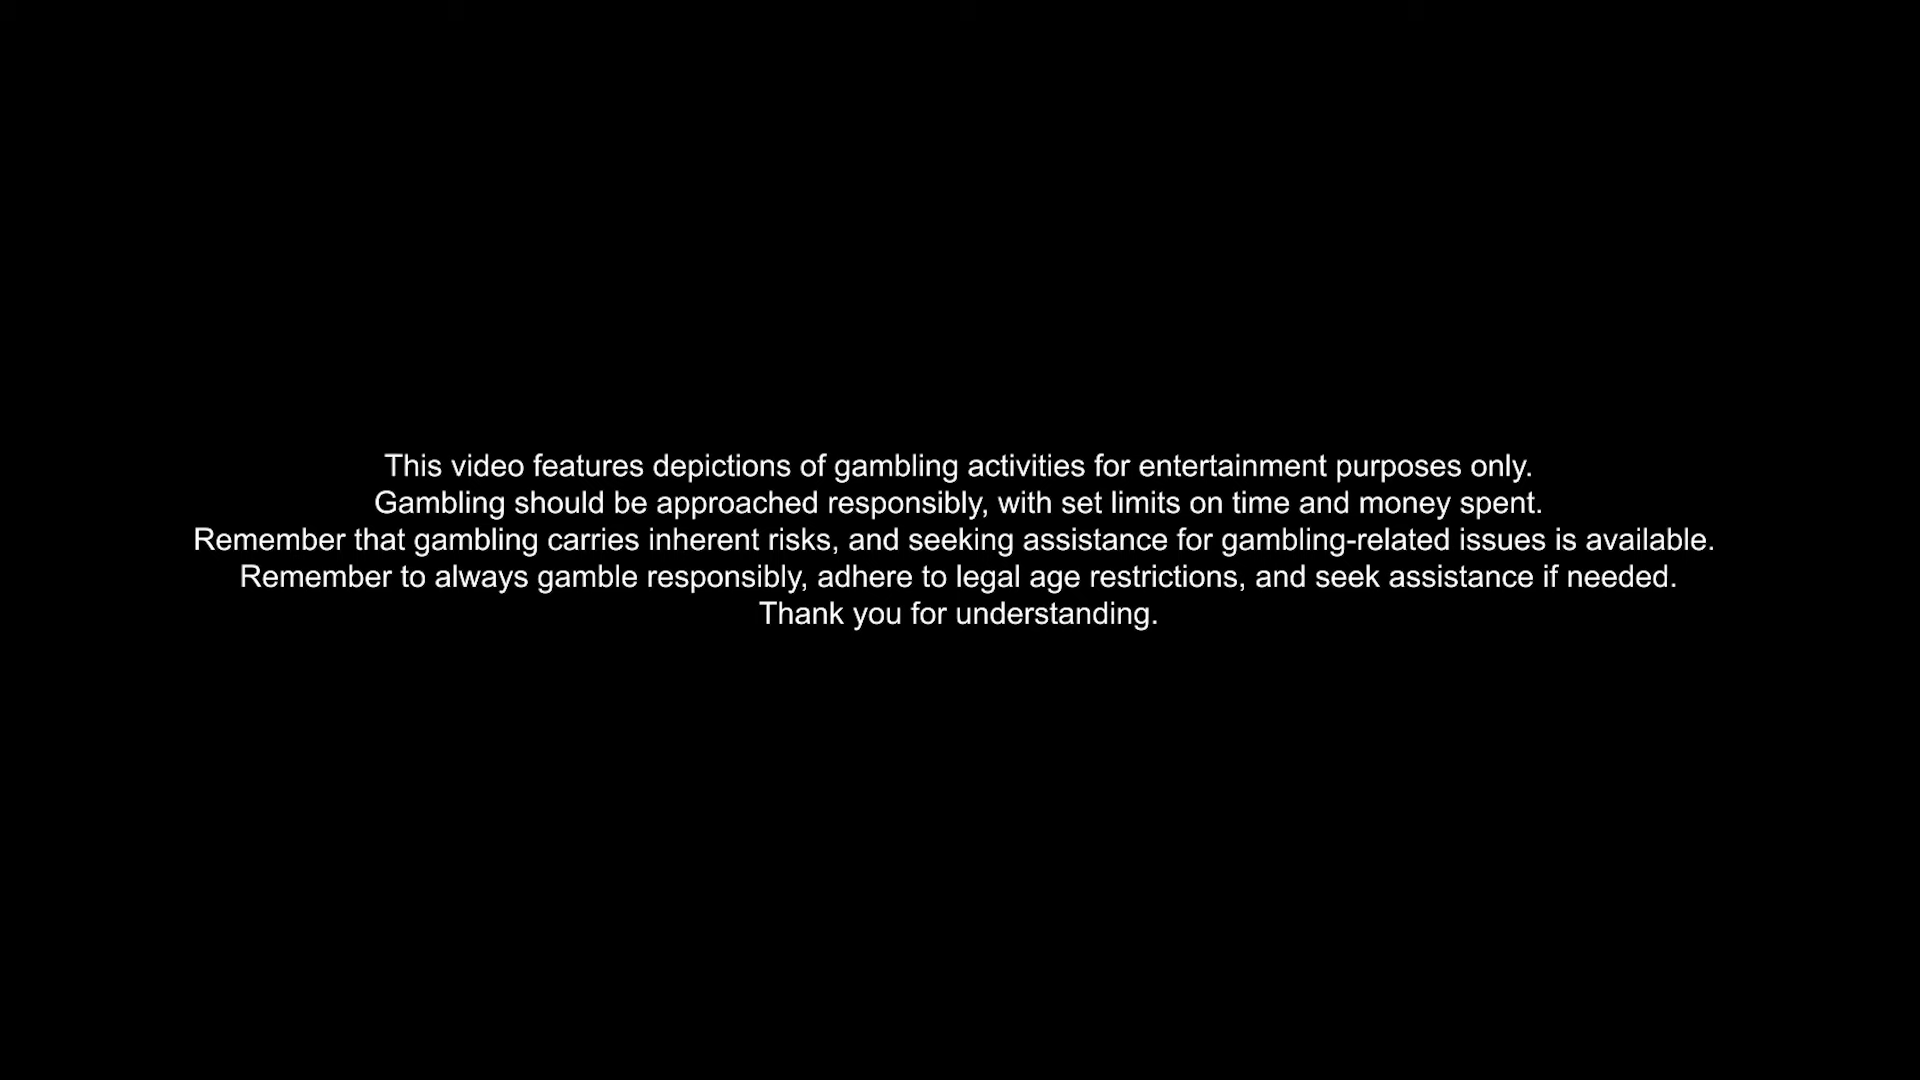 This video features depictions of gambling activities for entertainment purposes only.
Gambling should be approached responsibly, with set limits on time and money spent.
Remember that gambling carries inherent risks, and seeking assistance for gambling-related issues is available.
Remember to always gamble responsibly, adhere to legal age restrictions, and seek assistance if needed.
Thank you for understanding.